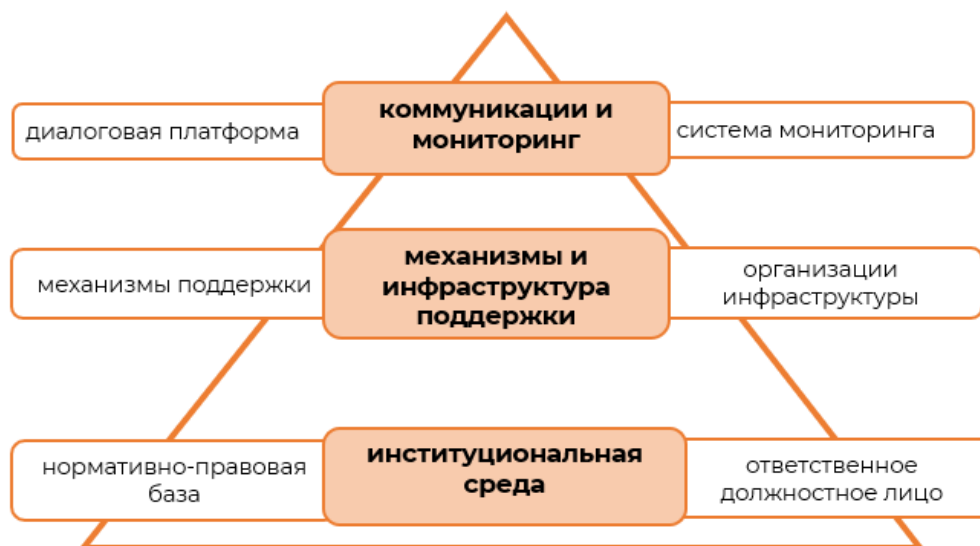 коммуникации и
мониторинг
диалоговая платформа
система мониторинга
механизмы и
инфраструктура
поддержки
механизмы поддержки
организации
инфраструктуры
институциональная
среда
нормативно-правовая
база
ответственное
должностное лицо